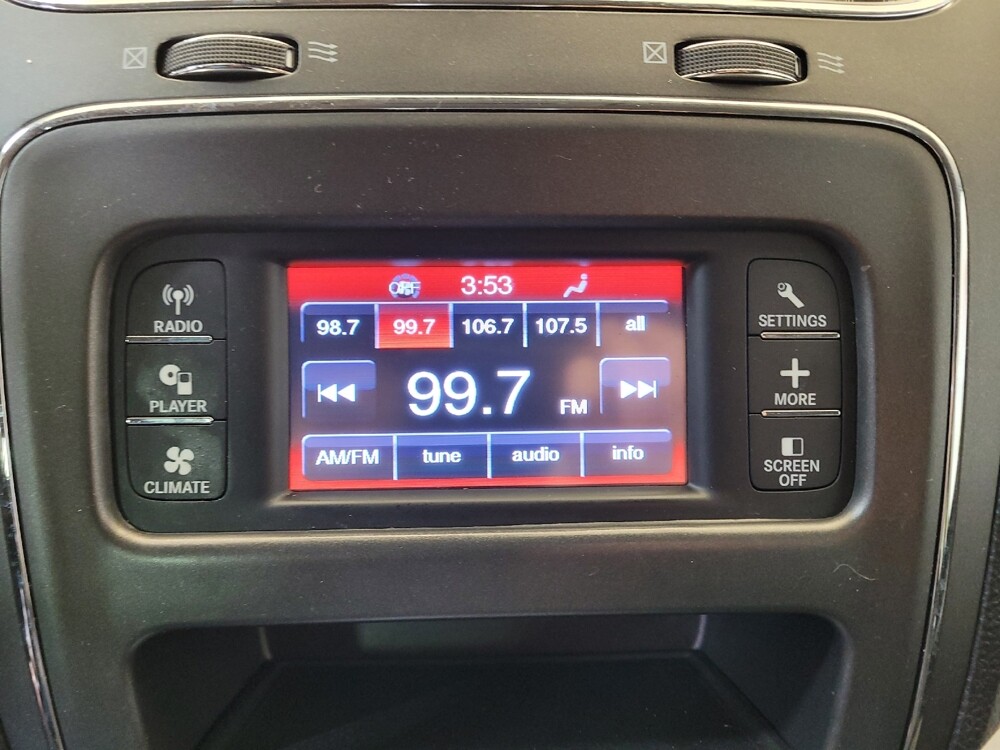 OFF 3:53
98.7 99.7 106.7 107.5 all
99.7 FM
AM/FM tune audio info
RADIO
PLAYER
CLIMATE
SETTINGS
MORE
SCREEN
OFF